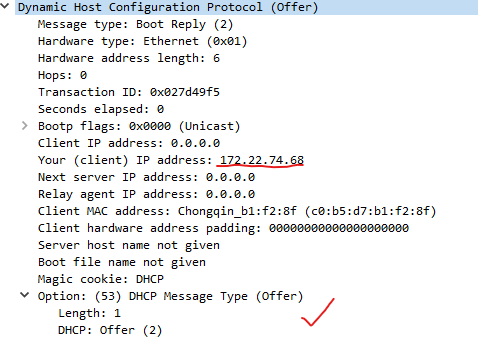 Dynamic Host Configuration Protocol (Offer)
Message type: Boot Reply (2)
Hardware type: Ethernet (0x01)
Hardware address length: 6
Hops: 0
Transaction ID: 0x027d49f5
Seconds elapsed: 0
Bootp flags: 0x0000 (Unicast)
Client IP address: 0.0.0.0
Your (client) IP address: 172.22.74.68
Next server IP address: 0.0.0.0
Relay agent IP address: 0.0.0.0
Client MAC address: Chongqin_b1:f2:8f (c0:b5:d7:b1:f2:8f)
Client hardware address padding: 00000000000000000000
Server host name not given
Boot file name not given
Magic cookie: DHCP
Option: (53) DHCP Message Type (Offer)
Length: 1
DHCP: Offer (2)